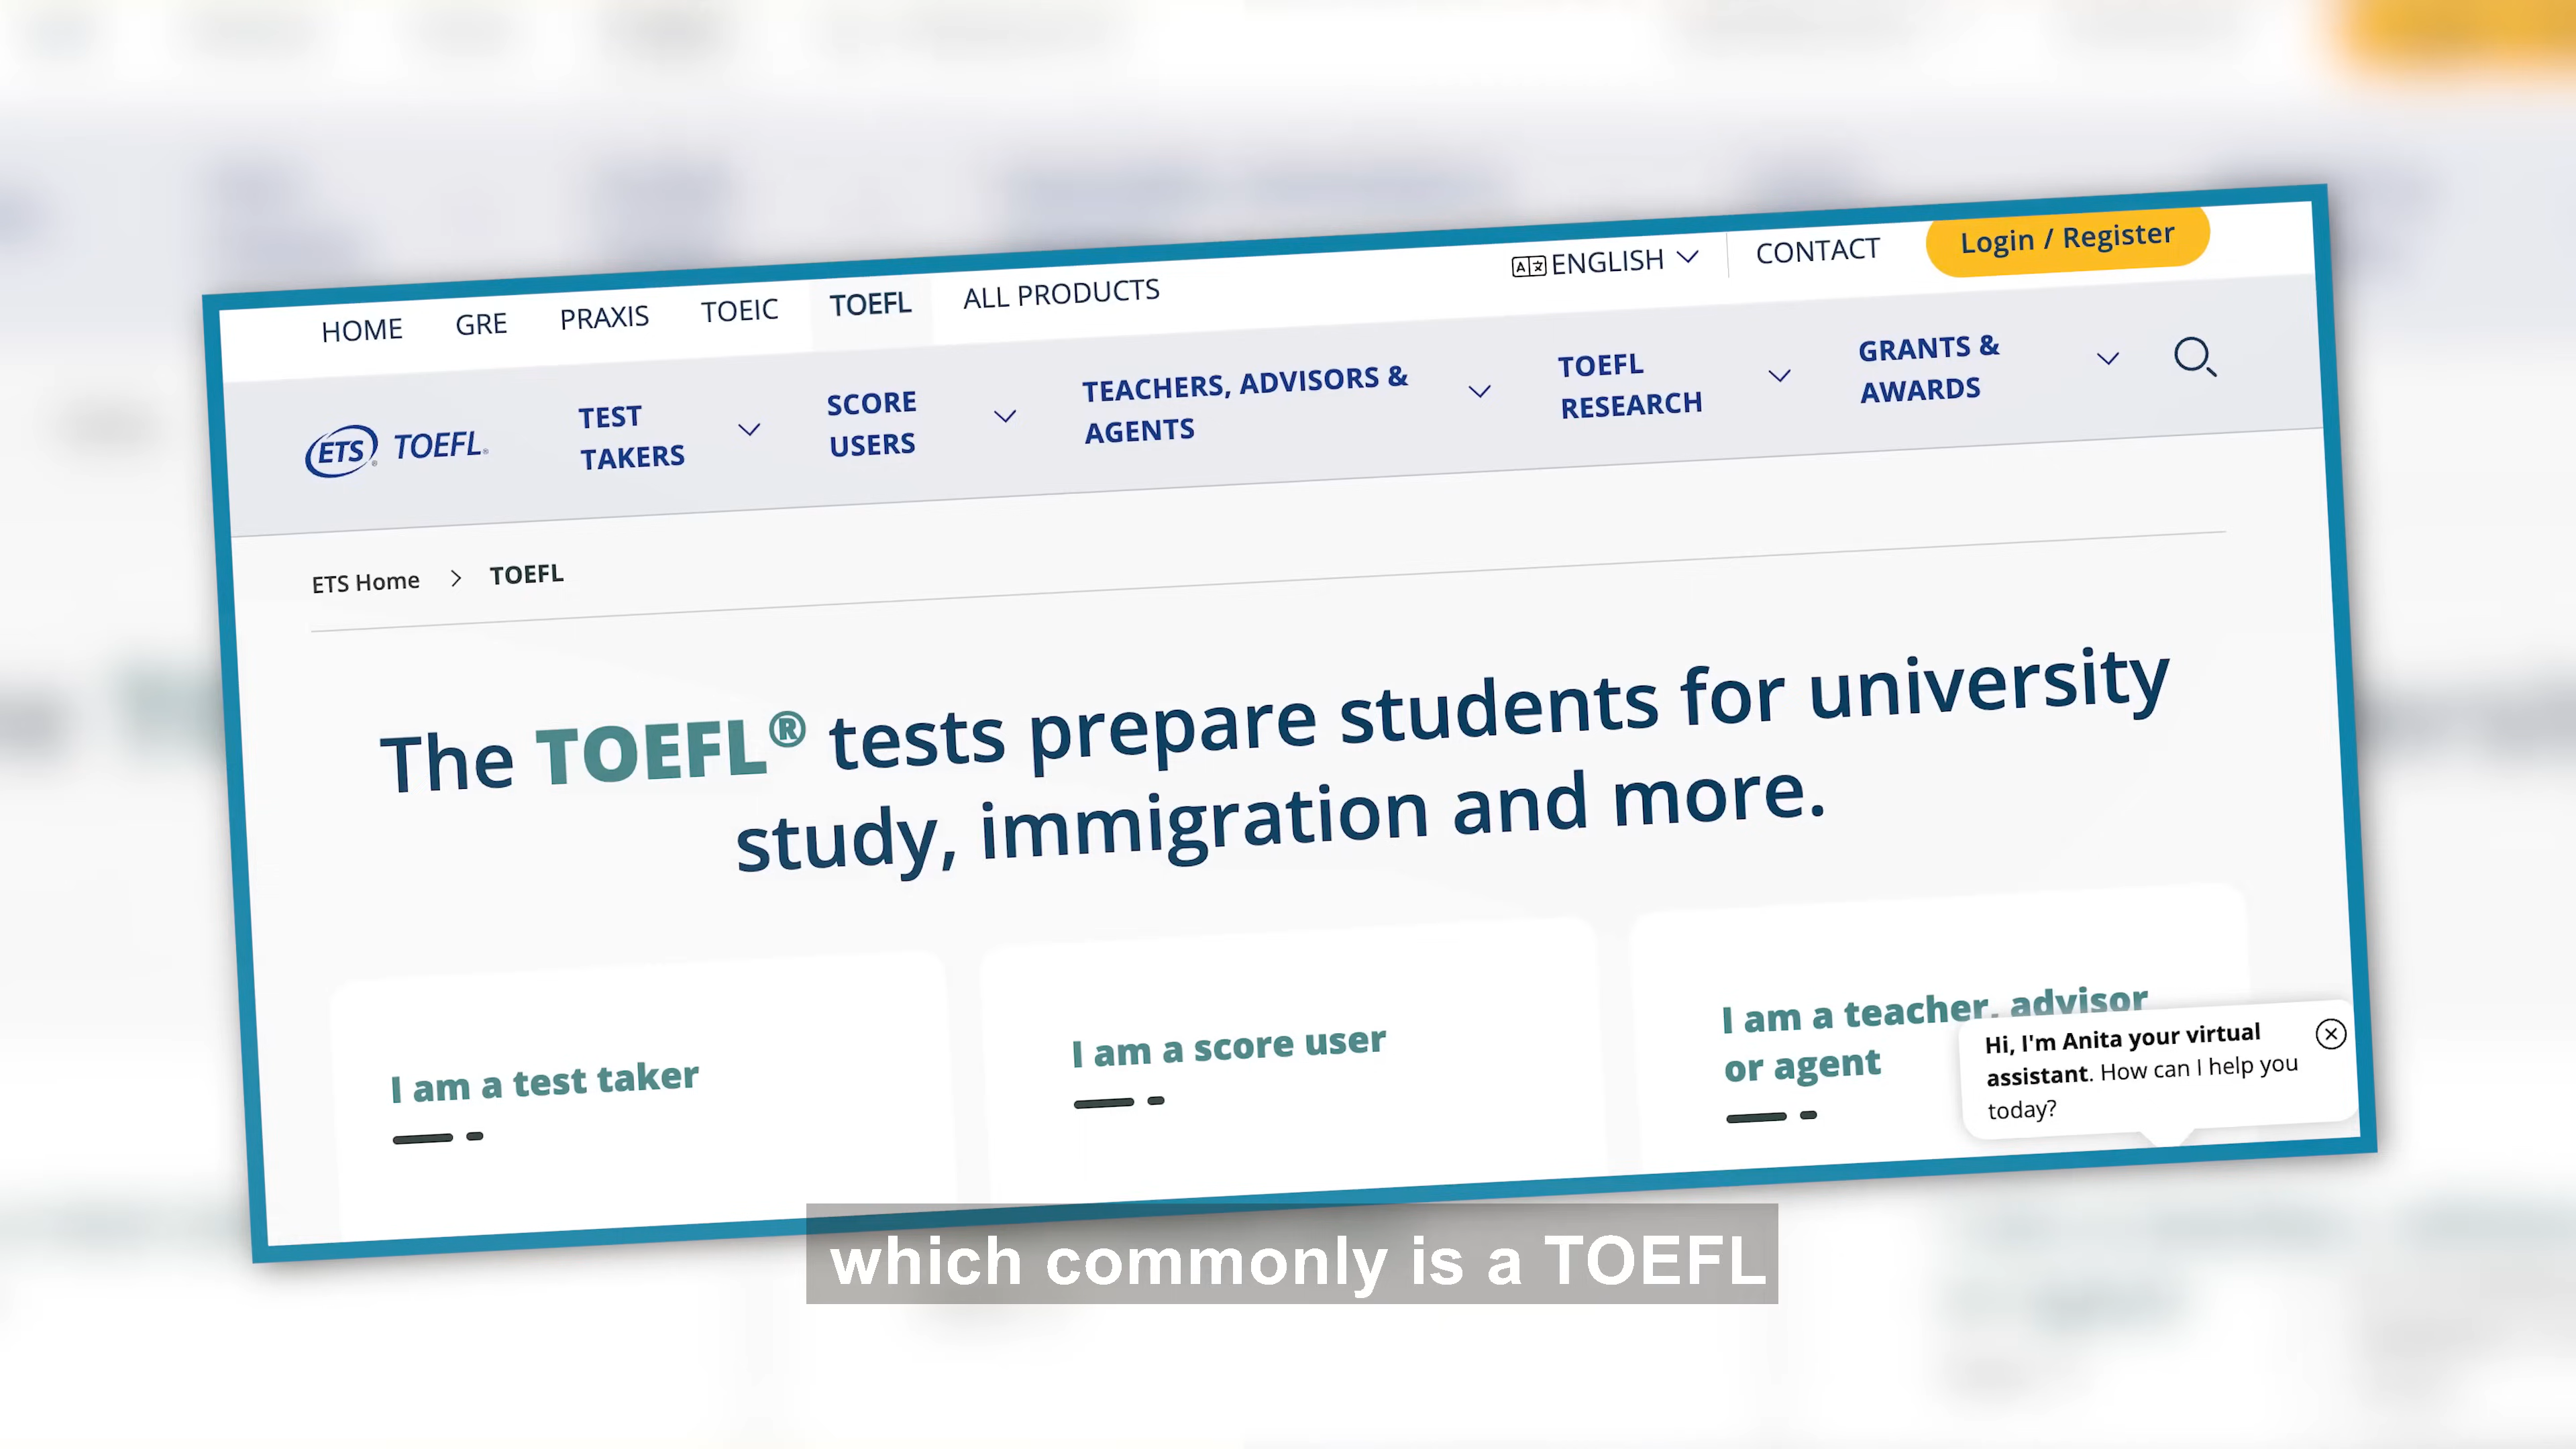 HOME GRE PRAXIS TOEIC TOEFL ALL PRODUCTS ENGLISH CONTACT Login / Register
ETS® TOEFL®
TEST
TAKERS
SCORE
USERS
TEACHERS, ADVISORS &
AGENTS
TOEFL
RESEARCH
GRANTS &
AWARDS
ETS Home > TOEFL
The TOEFL® tests prepare students for university
study, immigration and more.
I am a test taker
I am a score user
I am a teacher, advisor
or agent
Hi, I'm Anita your virtual
assistant. How can I help you
today?
which commonly is a TOEFL